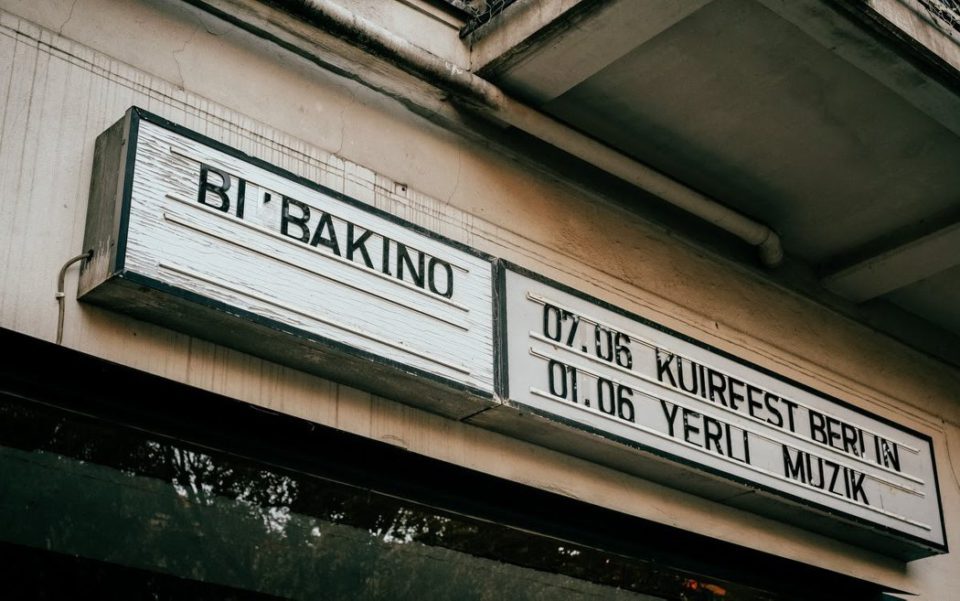 BI'BAKINO
07.06 KUIRFEST BERLIN
01.06 YERLI MUZIK